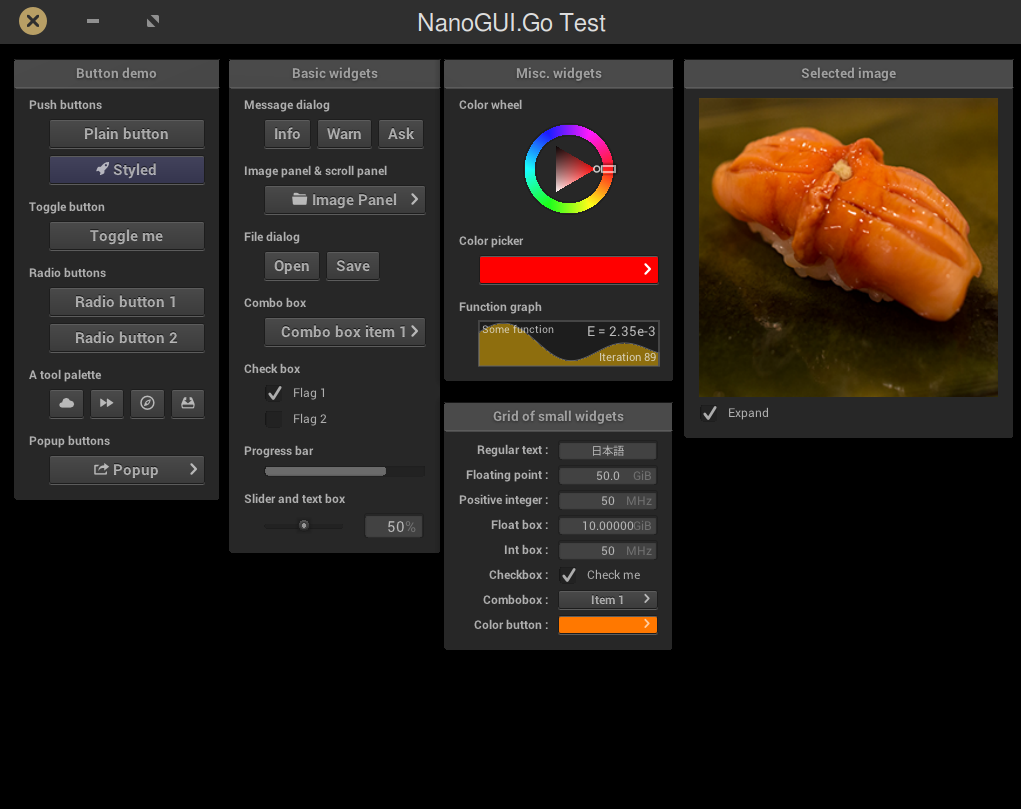 NanoGUI.Go Test
Button demo
Push buttons
Plain button
Styled
Toggle button
Toggle me
Radio buttons
Radio button 1
Radio button 2
A tool palette
Popup buttons
Popup
Basic widgets
Message dialog
Info Warn Ask
Image panel & scroll panel
Image Panel
File dialog
Open Save
Combo box
Combo box item 1
Check box
Flag 1
Flag 2
Progress bar
Slider and text box
50%
Misc. widgets
Color wheel
Color picker
Function graph
Some function E = 2.35e-3
Iteration 89
Grid of small widgets
Regular text : 日本語
Floating point : 50.0 GiB
Positive integer : 50 MHz
Float box : 10.00000GiB
Int box : 50 MHz
Checkbox : Check me
Combobox : Item 1
Color button :
Selected image
Expand